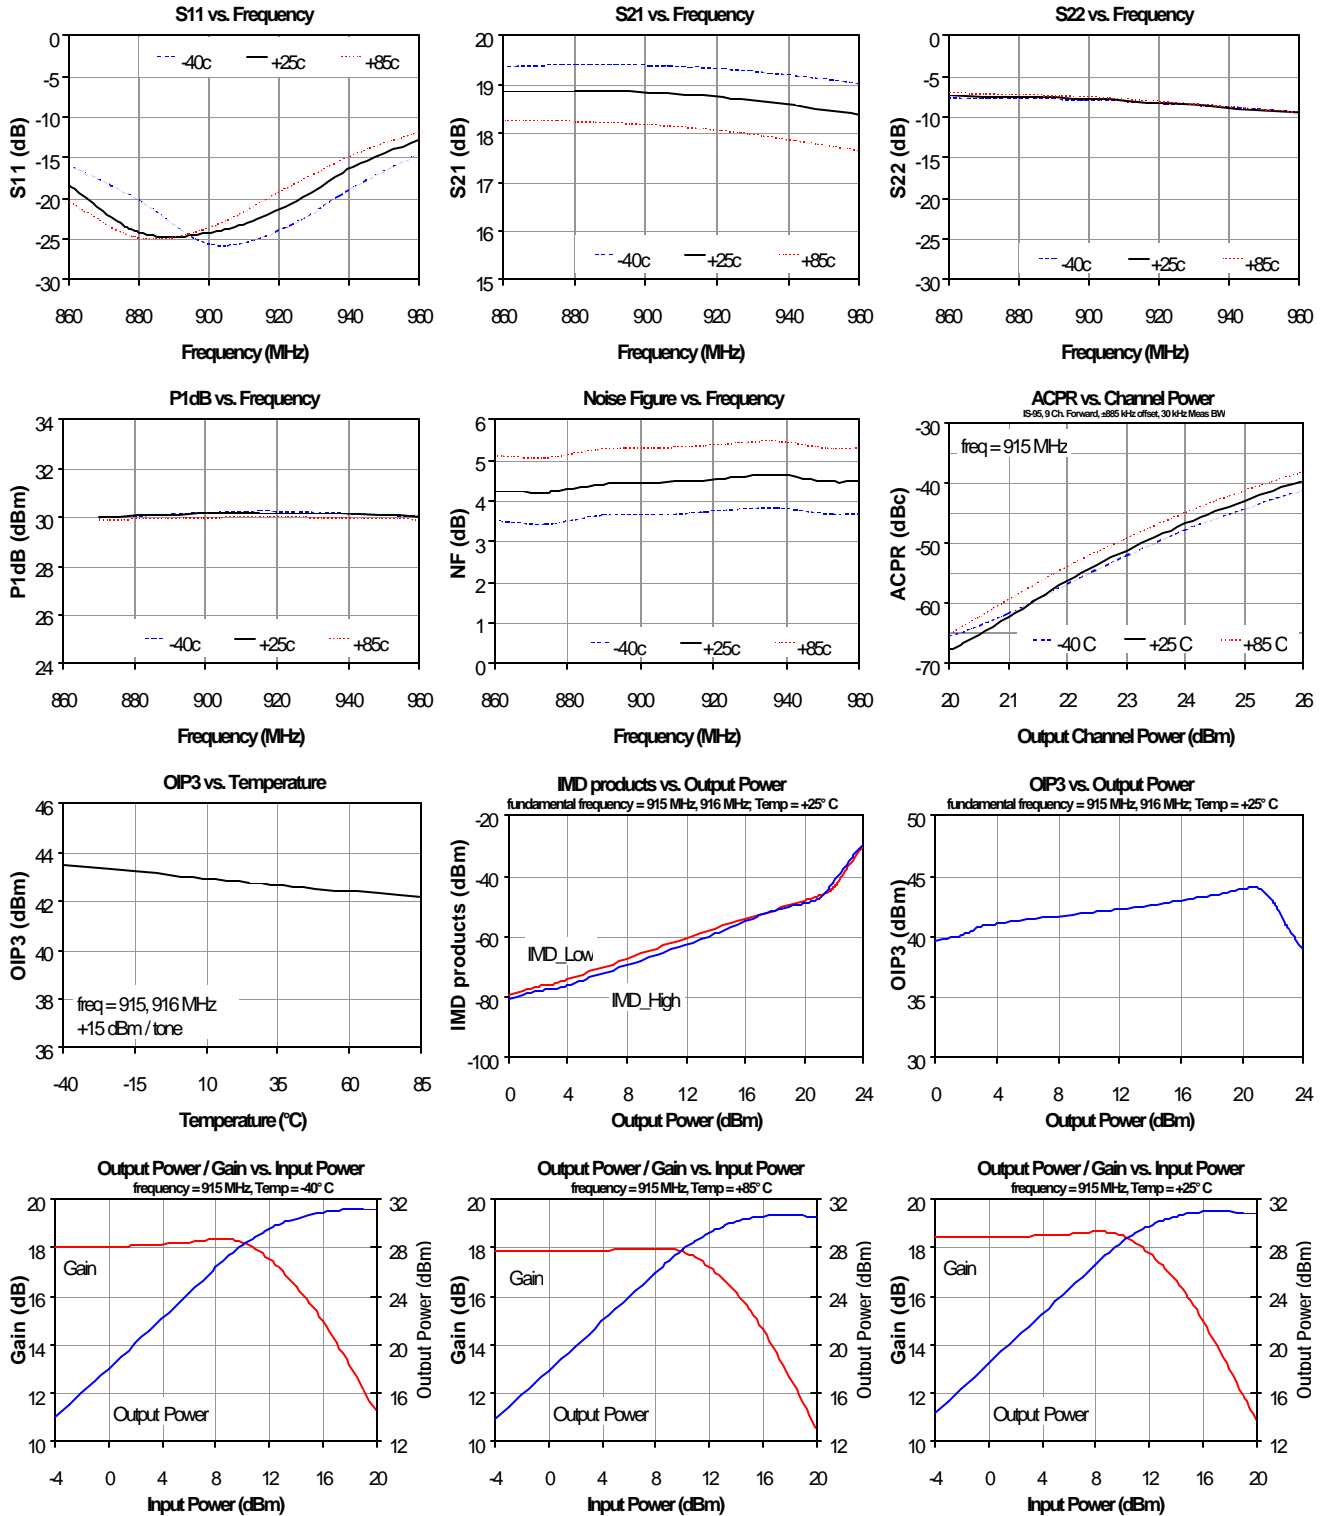 S11 vs. Frequency
0
-5
-10
-15
-20
-25
-30
S11 (dB)
-40c
+25c
+85c
860 880 900 920 940 960
Frequency (MHz)
S21 vs. Frequency
20
19
18
17
16
15
S21 (dB)
-40c
+25c
+85c
860 880 900 920 940 960
Frequency (MHz)
S22 vs. Frequency
0
-5
-10
-15
-20
-25
-30
S22 (dB)
-40c
+25c
+85c
860 880 900 920 940 960
Frequency (MHz)
P1dB vs. Frequency
34
32
30
28
26
24
P1dB (dBm)
-40c
+25c
+85c
860 880 900 920 940 960
Frequency (MHz)
Noise Figure vs. Frequency
6
5
4
3
2
1
0
NF (dB)
-40c
+25c
+85c
860 880 900 920 940 960
Frequency (MHz)
ACPR vs. Channel Power
IS-95, 9 Ch. Forward, ±885 kHz offset, 30 kHz Meas BW
-30
-40
-50
-60
-70
ACPR (dBc)
freq = 915 MHz
-40 C
+25 C
+85 C
20 21 22 23 24 25 26
Output Channel Power (dBm)
OIP3 vs. Temperature
46
44
42
40
38
36
OIP3 (dBm)
freq = 915, 916 MHz
+15 dBm / tone
-40 -15 10 35 60 85
Temperature (°C)
IMD products vs. Output Power
fundamental frequency = 915 MHz, 916 MHz; Temp = +25° C
-20
-40
-60
-80
-100
IMD products (dBm)
IMD_Low
IMD_High
0 4 8 12 16 20 24
Output Power (dBm)
OIP3 vs. Output Power
fundamental frequency = 915 MHz, 916 MHz; Temp = +25° C
50
45
40
35
30
OIP3 (dBm)
0 4 8 12 16 20 24
Output Power (dBm)
Output Power / Gain vs. Input Power
frequency = 915 MHz, Temp = -40° C
20
18
16
14
12
10
Gain (dB)
32
28
24
20
16
12
Output Power (dBm)
Gain
Output Power
-4 0 4 8 12 16 20
Input Power (dBm)
Output Power / Gain vs. Input Power
frequency = 915 MHz, Temp = +85° C
20
18
16
14
12
10
Gain (dB)
32
28
24
20
16
12
Output Power (dBm)
Gain
Output Power
-4 0 4 8 12 16 20
Input Power (dBm)
Output Power / Gain vs. Input Power
frequency = 915 MHz, Temp = +25° C
20
18
16
14
12
10
Gain (dB)
32
28
24
20
16
12
Output Power (dBm)
Gain
Output Power
-4 0 4 8 12 16 20
Input Power (dBm)